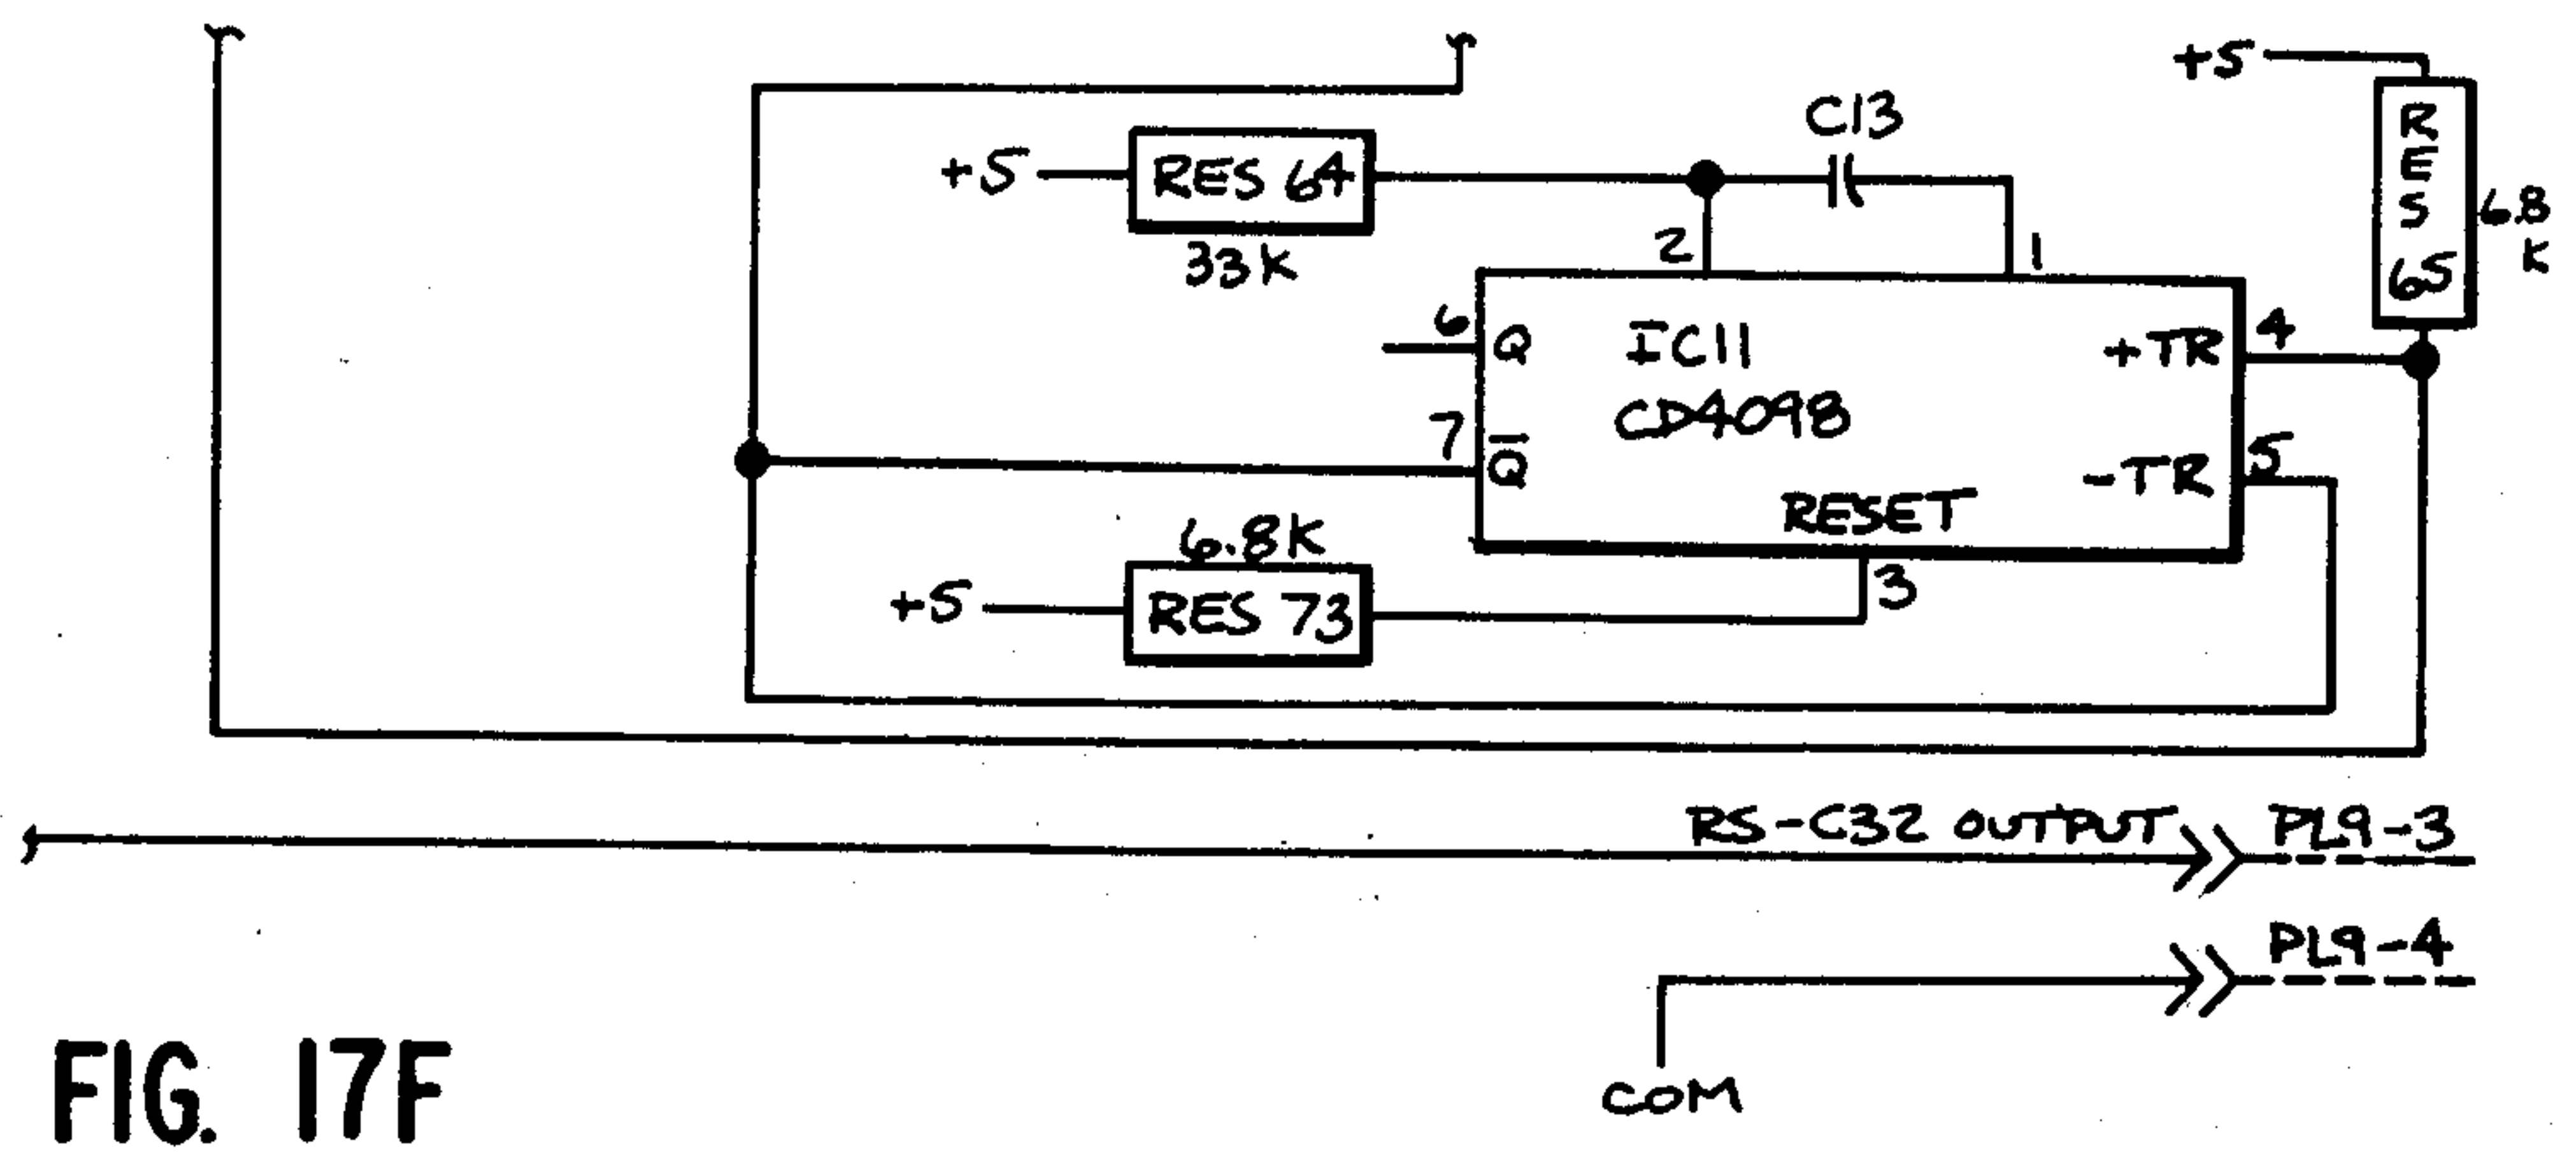 +5
C13
+5
RES 64
RES 65
33K
2
1
6.8
K
6
Q
IC11
+TR
4
CD4098
7
Q̅
-TR
5
RESET
6.8K
+5
RES 73
3
RS-C32 OUTPUT
PL9-3
PL9-4
COM
FIG. 17F